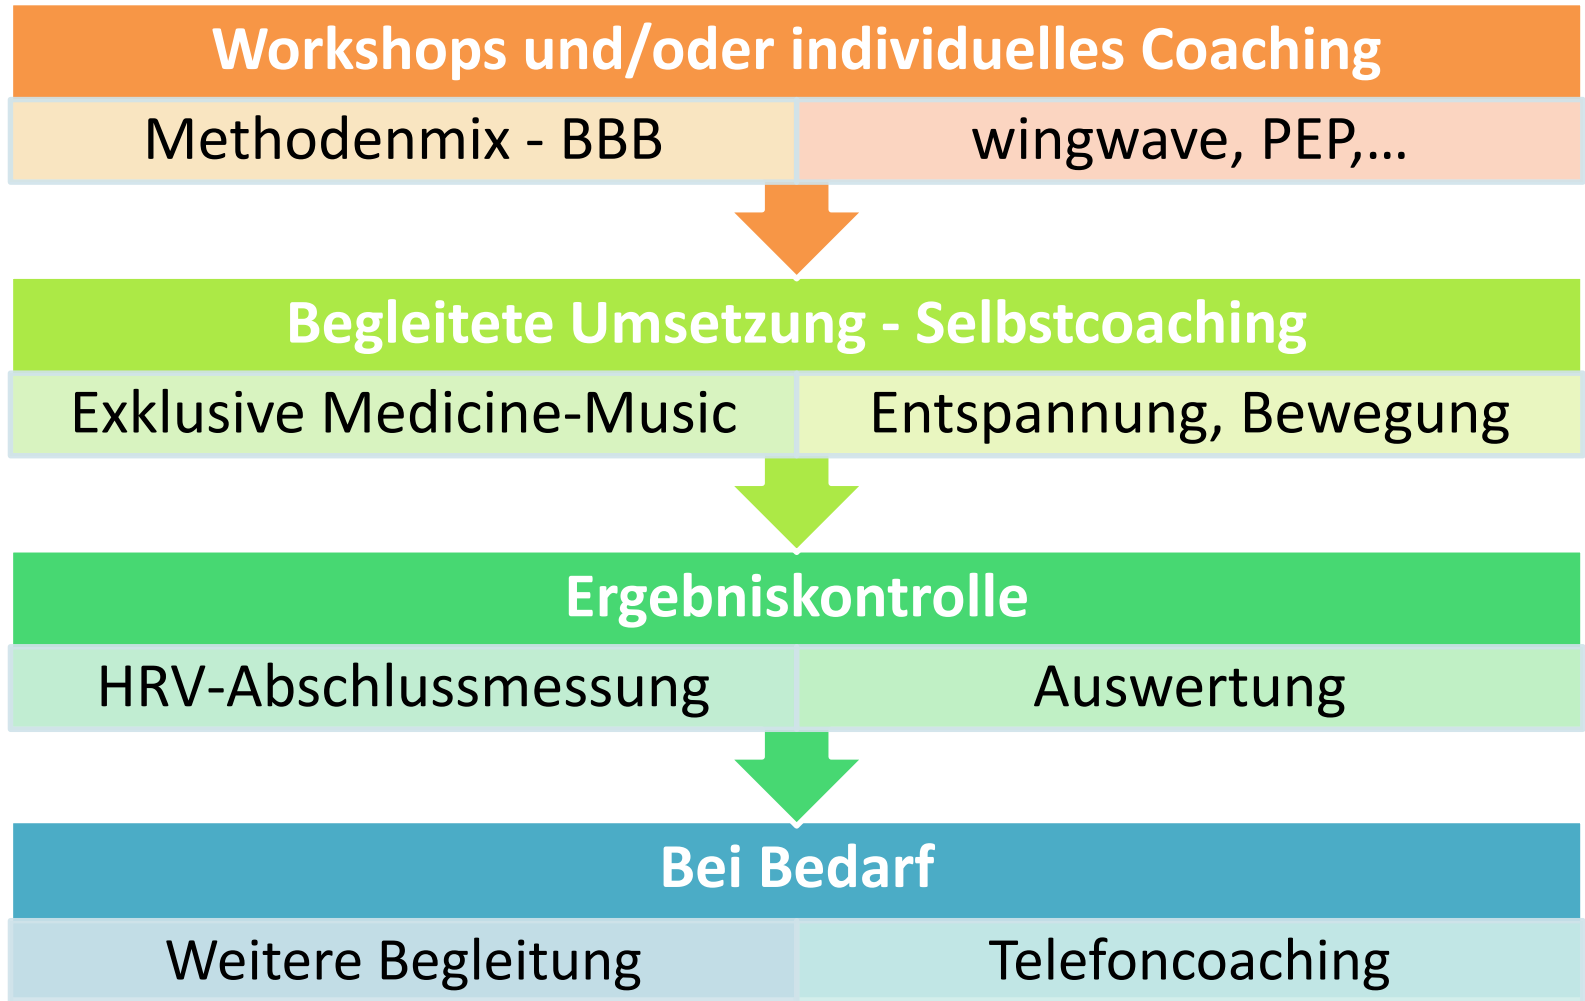 Workshops und/oder individuelles Coaching
Methodenmix - BBB
wingwave, PEP,...
Begleitete Umsetzung - Selbstcoaching
Exklusive Medicine-Music
Entspannung, Bewegung
Ergebniskontrolle
HRV-Abschlussmessung
Auswertung
Bei Bedarf
Weitere Begleitung
Telefoncoaching